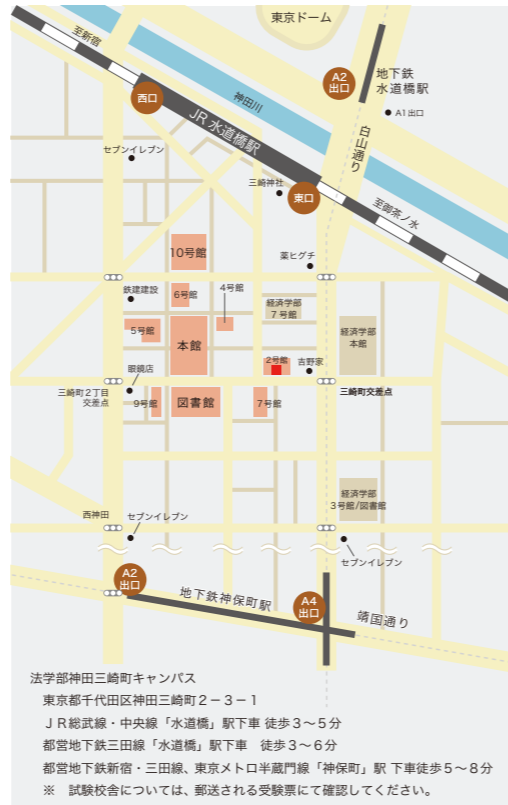 東京ドーム
至新宿
A2
出口
地下鉄
水道橋駅
A1出口
西口
神田川
JR 水道橋駅
白山通り
セブンイレブン
三崎神社
東口
至御茶ノ水
10号館
薬ヒグチ
鉄建建設
6号館
4号館
経済学部
7号館
5号館
本館
経済学部
本館
眼鏡店
2号館
吉野家
三崎町2丁目
交差点
9号館
図書館
7号館
三崎町交差点
経済学部
3号館/図書館
西神田
セブンイレブン
セブンイレブン
A2
出口
地下鉄神保町駅
A4
出口
靖国通り
法学部神田三崎町キャンパス
東京都千代田区神田三崎町2-3-1
JR総武線・中央線「水道橋」駅下車 徒歩3〜5分
都営地下鉄三田線「水道橋」駅下車 徒歩3〜6分
都営地下鉄新宿・三田線、東京メトロ半蔵門線「神保町」駅 下車徒歩5〜8分
※ 試験校舎については、郵送される受験票にて確認してください。